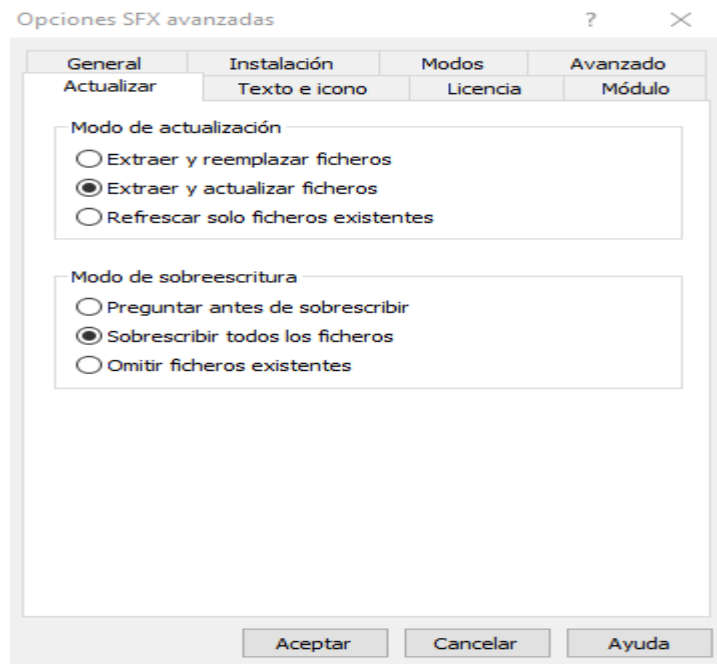 Opciones SFX avanzadas ? ×
General Instalación Modos Avanzado
Actualizar Texto e icono Licencia Módulo
Modo de actualización
Extraer y reemplazar ficheros
Extraer y actualizar ficheros
Refrescar solo ficheros existentes
Modo de sobreescritura
Preguntar antes de sobrescribir
Sobrescribir todos los ficheros
Omitir ficheros existentes
Aceptar Cancelar Ayuda